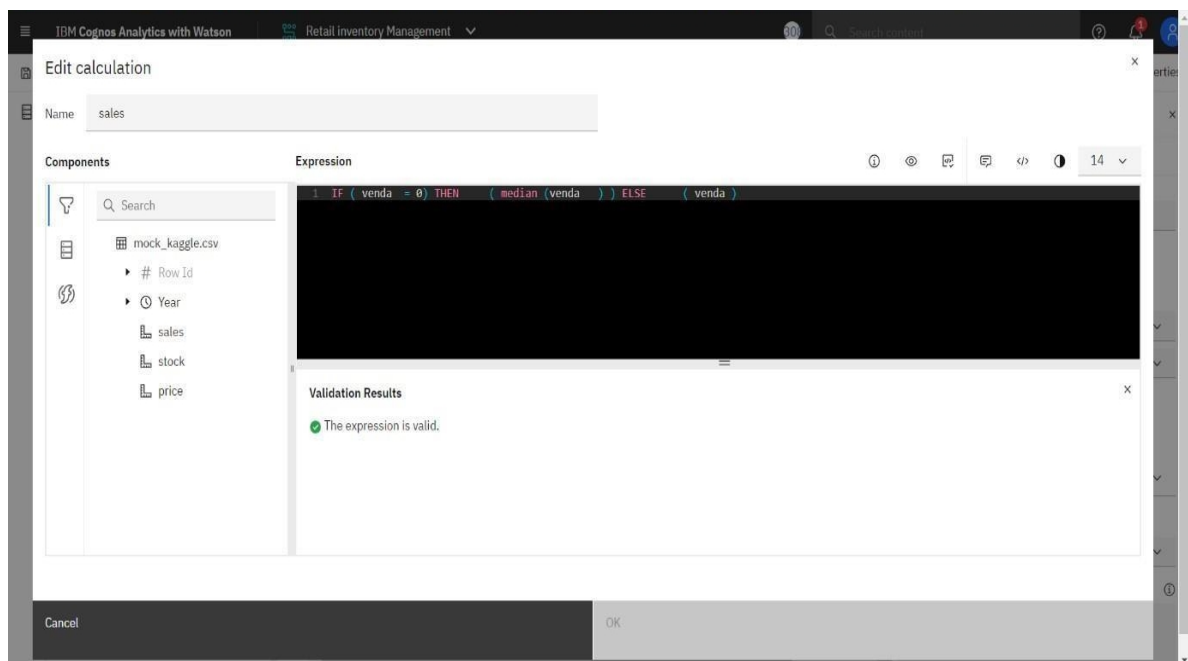 IBM Cognos Analytics with Watson Retail inventory Management Search content 1
Edit calculation
erties
Name sales
Components Expression 14
1 IF ( venda = 0) THEN ( median (venda ) ) ELSE ( venda )
Search
mock_kaggle.csv
# Row Id
Year
sales
stock
price
Validation Results
The expression is valid.
Cancel OK